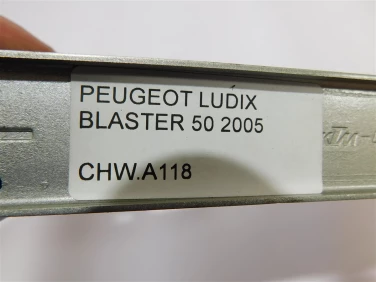 PEUGEOT LUDIX
BLASTER 50 2005
CHW.A118